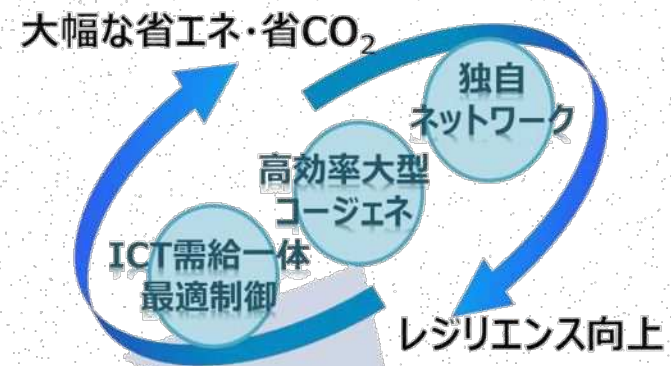 大幅な省エネ・省CO₂
独自
ネットワーク
高効率大型
コージェネ
ICT需給一体
最適制御
レジリエンス向上